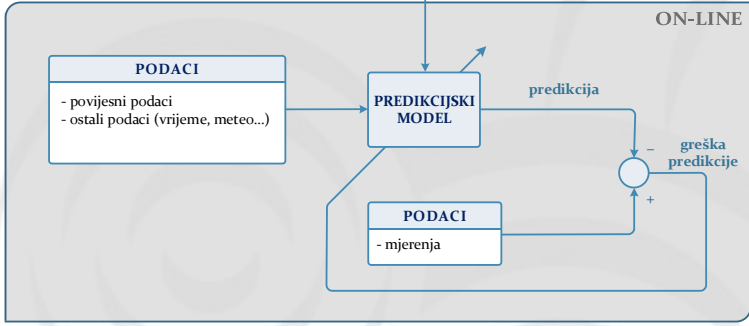 ON-LINE
PODACI
- povijesni podaci
- ostali podaci (vrijeme, meteo...)
PREDIKCIJSKI
MODEL
predikcija
–
greška
predikcije
+
PODACI
- mjerenja